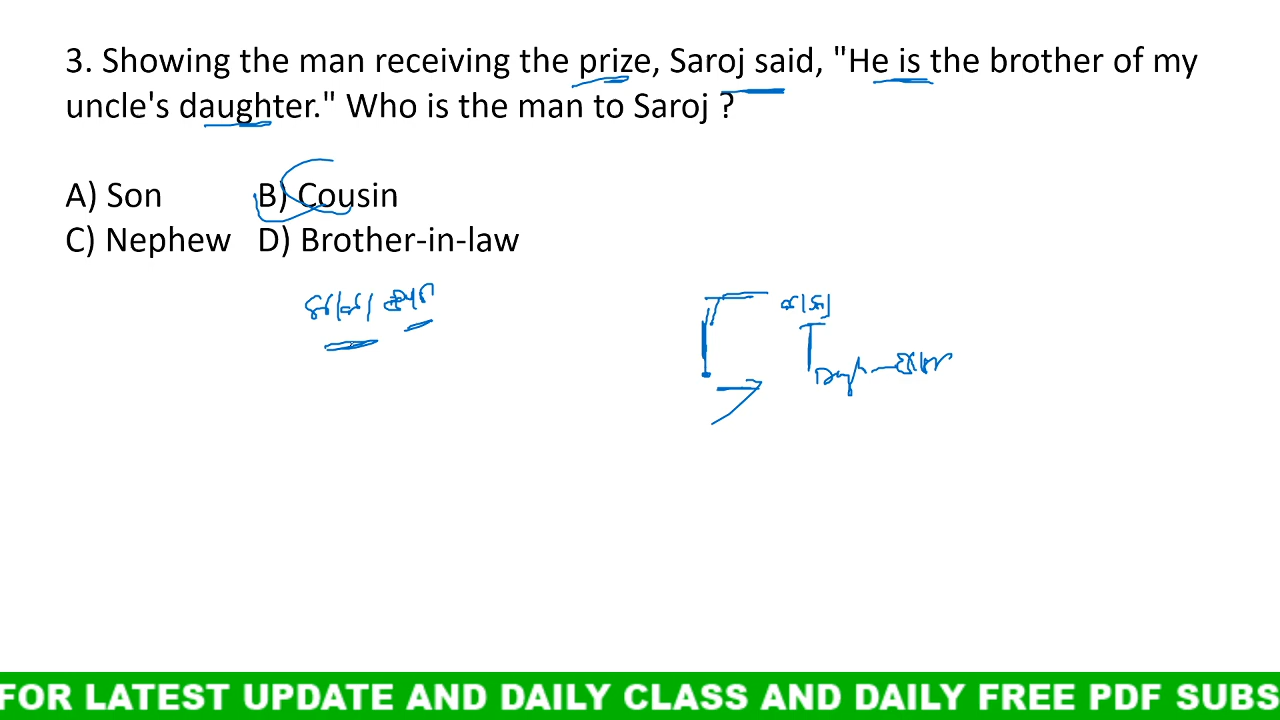 3. Showing the man receiving the prize, Saroj said, "He is the brother of my
uncle's daughter." Who is the man to Saroj ?
A) Son B) Cousin
C) Nephew D) Brother-in-law
FOR LATEST UPDATE AND DAILY CLASS AND DAILY FREE PDF SUBS